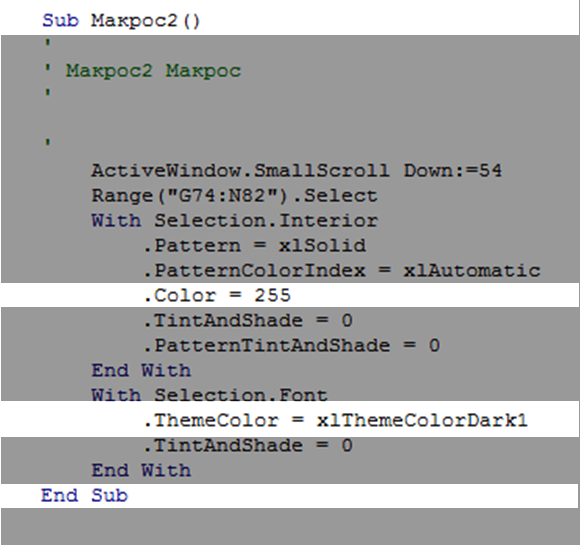 Sub Макрос2()
'
' Макрос2 Макрос
'
'
ActiveWindow.SmallScroll Down:=54
Range("G74:N82").Select
With Selection.Interior
.Pattern = xlSolid
.PatternColorIndex = xlAutomatic
.Color = 255
.TintAndShade = 0
.PatternTintAndShade = 0
End With
With Selection.Font
.ThemeColor = xlThemeColorDark1
.TintAndShade = 0
End With
End Sub